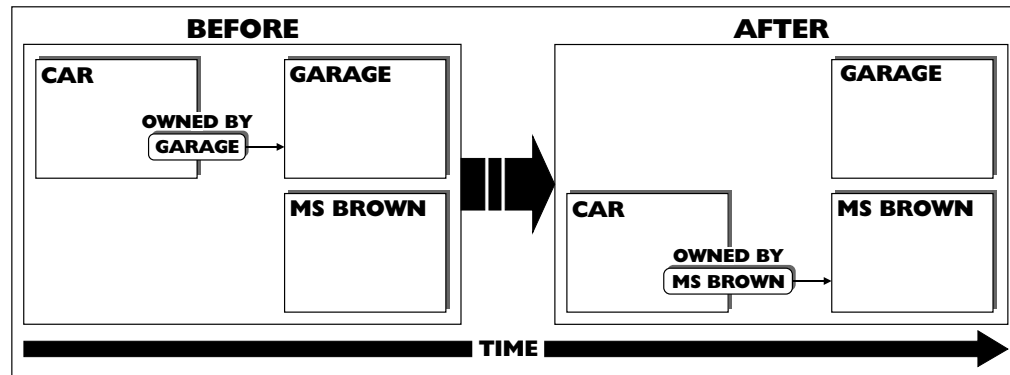 BEFORE
CAR
OWNED BY
GARAGE
GARAGE
MS BROWN
AFTER
GARAGE
CAR
OWNED BY
MS BROWN
MS BROWN
TIME